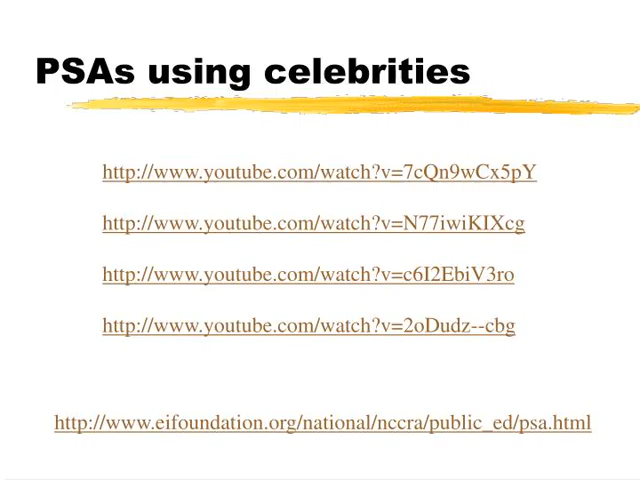 PSAs using celebrities
http://www.youtube.com/watch?v=7cQn9wCx5pY
http://www.youtube.com/watch?v=N77iwiKIXcg
http://www.youtube.com/watch?v=c6I2EbiV3ro
http://www.youtube.com/watch?v=2oDudz--cbg
http://www.eifoundation.org/national/nccra/public_ed/psa.html